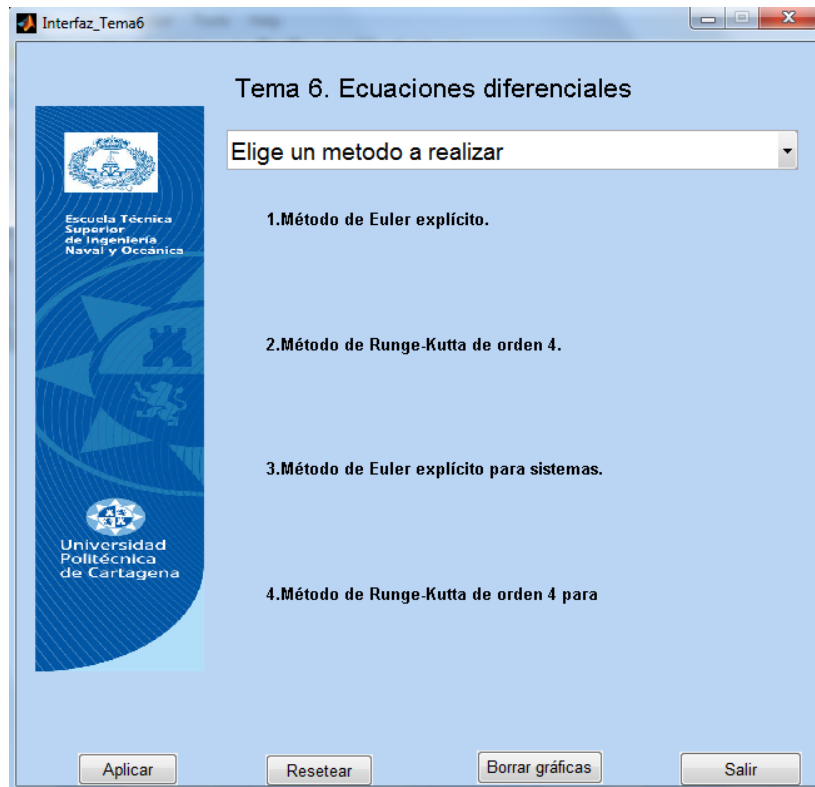 Interfaz_Tema6
Tema 6. Ecuaciones diferenciales
Elige un metodo a realizar
Escuela Técnica
Superior
de Ingeniería
Naval y Oceánica
1.Método de Euler explícito.
2.Método de Runge-Kutta de orden 4.
3.Método de Euler explícito para sistemas.
Universidad
Politécnica
de Cartagena
4.Método de Runge-Kutta de orden 4 para
Aplicar
Resetear
Borrar gráficas
Salir